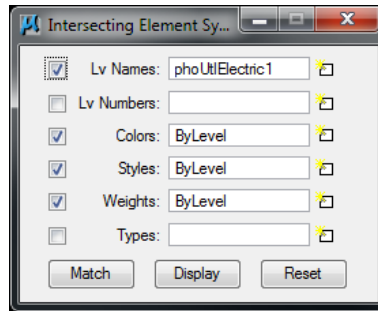 Intersecting Element Sy...
Lv Names: phoUtlElectric1
Lv Numbers:
Colors: ByLevel
Styles: ByLevel
Weights: ByLevel
Types:
Match Display Reset